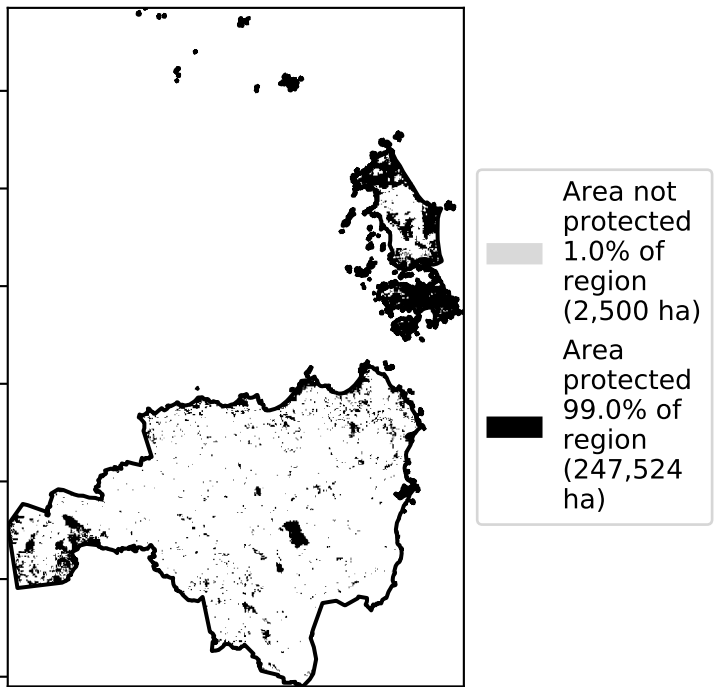 Area not
protected
1.0% of
region
(2,500 ha)
Area
protected
99.0% of
region
(247,524
ha)